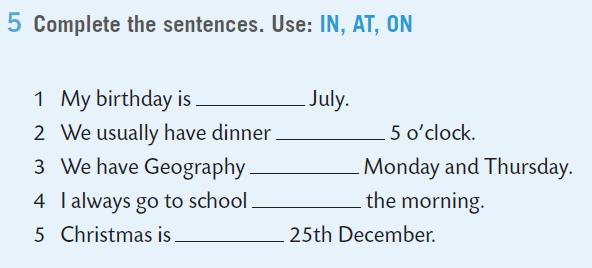 5 Complete the sentences. Use: IN, AT, ON
1 My birthday is __________ July.
2 We usually have dinner __________ 5 o'clock.
3 We have Geography __________ Monday and Thursday.
4 I always go to school __________ the morning.
5 Christmas is __________ 25th December.